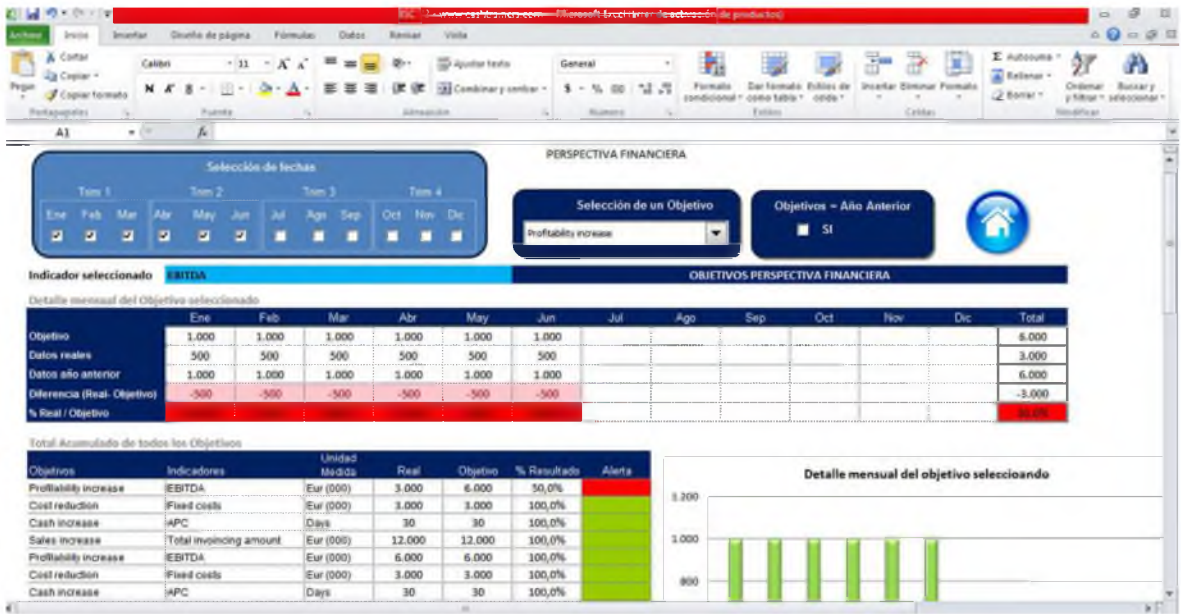 www.cashtrainers.com - Microsoft Excel de productos)
Archivo Inicio Insertar Diseño de página Fórmulas Datos Revisar Vista
Cortar
Copiar
Copiar formato
Pegar
Calibri 11
N K S
Ajustar texto
Combinar y centrar
General
$ % 000
Formato condicional
Dar formato como tabla
Estilos de celda
Insertar Eliminar Formato
Autosuma
Rellenar
Borrar
Ordenar y filtrar
Buscar y seleccionar
Portapapeles Fuente Alineación Número Estilos Celdas Modificar
A1 fx
PERSPECTIVA FINANCIERA
Selección de fechas
Trim 1 Trim 2 Trim 3 Trim 4
Ene Feb Mar Abr May Jun Jul Ago Sep Oct Nov Dic
Selección de un Objetivo
Profitability increase
Objetivos = Año Anterior
SI
Indicador seleccionado EBITDA OBJETIVOS PERSPECTIVA FINANCIERA
Detalle mensual del Objetivo seleccionado
Ene Feb Mar Abr May Jun Jul Ago Sep Oct Nov Dic Total
Objetivo 1.000 1.000 1.000 1.000 1.000 1.000 6.000
Datos reales 500 500 500 500 500 500 3.000
Datos año anterior 1.000 1.000 1.000 1.000 1.000 1.000 6.000
Diferencia (Real- Objetivo) -500 -500 -500 -500 -500 -500 -3.000
% Real / Objetivo 50,0%
Total Acumulado de todos los Objetivos
Objetivos Indicadores Unidad Medida Real Objetivo % Resultado Alerta
Profitability increase EBITDA Eur (000) 3.000 6.000 50,0%
Cost reduction Fixed costs Eur (000) 3.000 3.000 100,0%
Cash increase APC Days 30 30 100,0%
Sales increase Total invoincing amount Eur (000) 12.000 12.000 100,0%
Profitability increase EBITDA Eur (000) 6.000 6.000 100,0%
Cost reduction Fixed costs Eur (000) 3.000 3.000 100,0%
Cash increase APC Days 30 30 100,0%
Detalle mensual del objetivo seleccioando
1.200
1.000
800